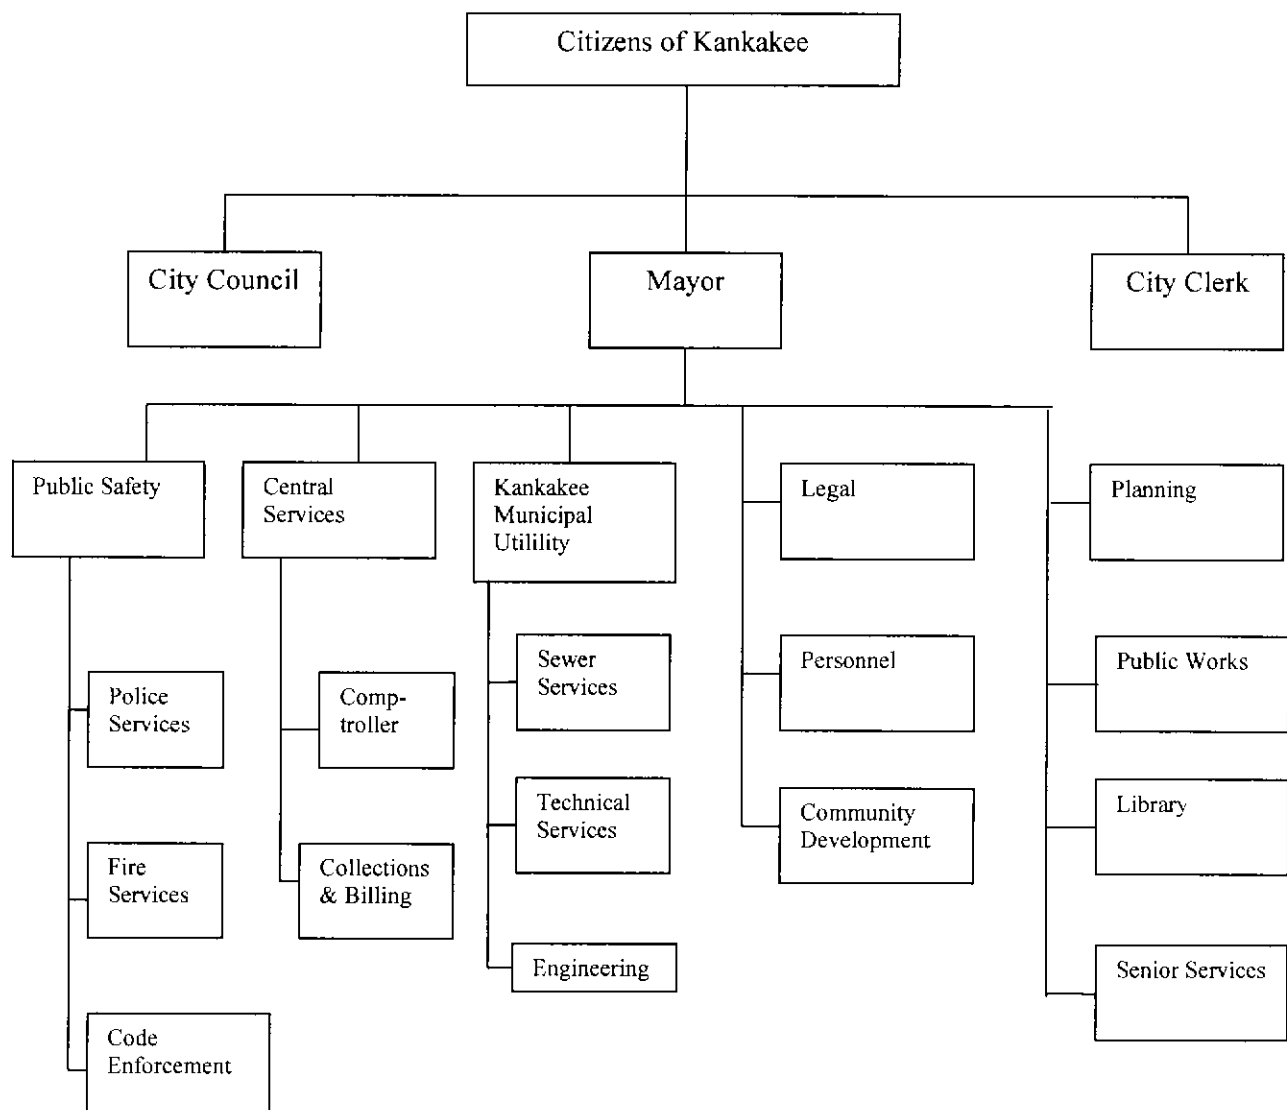 Citizens of Kankakee
City Council
Mayor
City Clerk
Public Safety
Central
Services
Kankakee
Municipal
Utilility
Legal
Planning
Sewer
Services
Personnel
Public Works
Police
Services
Comp-
troller
Technical
Services
Community
Development
Library
Fire
Services
Collections
& Billing
Engineering
Senior Services
Code
Enforcement